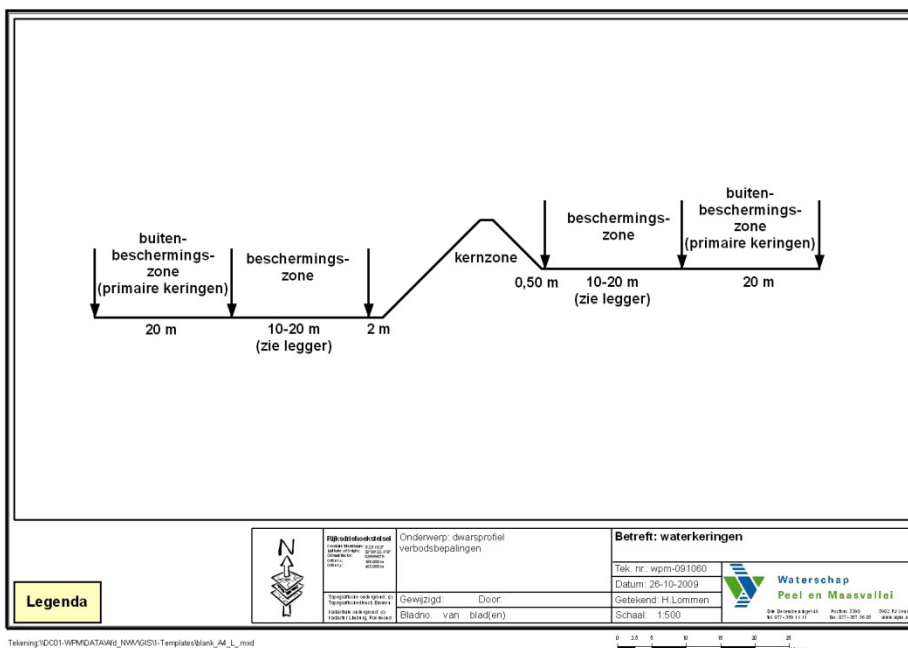 buiten-
beschermings-
zone
(primaire keringen)
beschermings-
zone
20 m
10-20 m
(zie legger)
2 m
kernzone
0,50 m
beschermings-
zone
10-20 m
(zie legger)
buiten-
beschermings-
zone
(primaire keringen)
20 m
Legenda
N
Rijksdriehoekstelsel
Onderwerp: dwarsprofiel
verbodsbepalingen
Gewijzigd: Door:
Bladno. van blad(en)
Betreft: waterkeringen
Tek. nr.: wpm-091060
Datum: 26-10-2009
Getekend: H.Lommen
Schaal: 1:500
Waterschap
Peel en Maasvallei
0 2,5 5 10 15 20 25